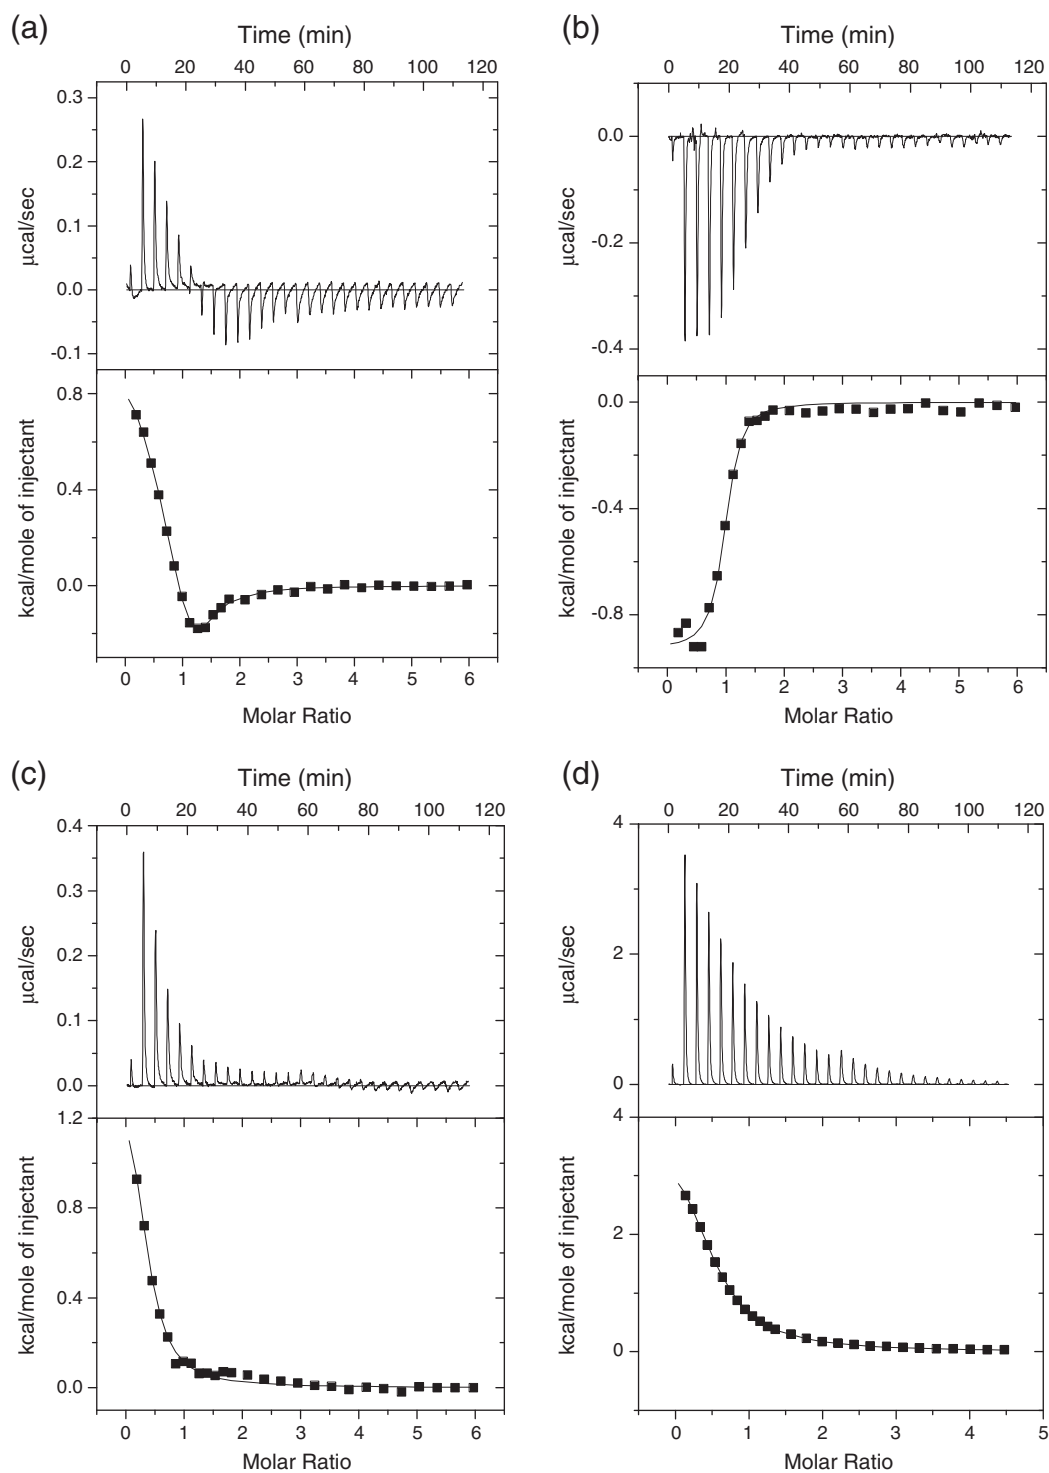 (a)
Time (min)
0 20 40 60 80 100 120
0.3
0.2
0.1
0.0
-0.1
µcal/sec
0.8
0.4
0.0
kcal/mole of injectant
0 1 2 3 4 5 6
Molar Ratio
(b)
Time (min)
0 20 40 60 80 100 120
0.0
-0.2
-0.4
µcal/sec
0.0
-0.4
-0.8
kcal/mole of injectant
0 1 2 3 4 5 6
Molar Ratio
(c)
Time (min)
0 20 40 60 80 100 120
0.4
0.3
0.2
0.1
0.0
µcal/sec
1.2
0.8
0.4
0.0
kcal/mole of injectant
0 1 2 3 4 5 6
Molar Ratio
(d)
Time (min)
0 20 40 60 80 100 120
4
2
0
µcal/sec
4
2
0
kcal/mole of injectant
0 1 2 3 4 5
Molar Ratio